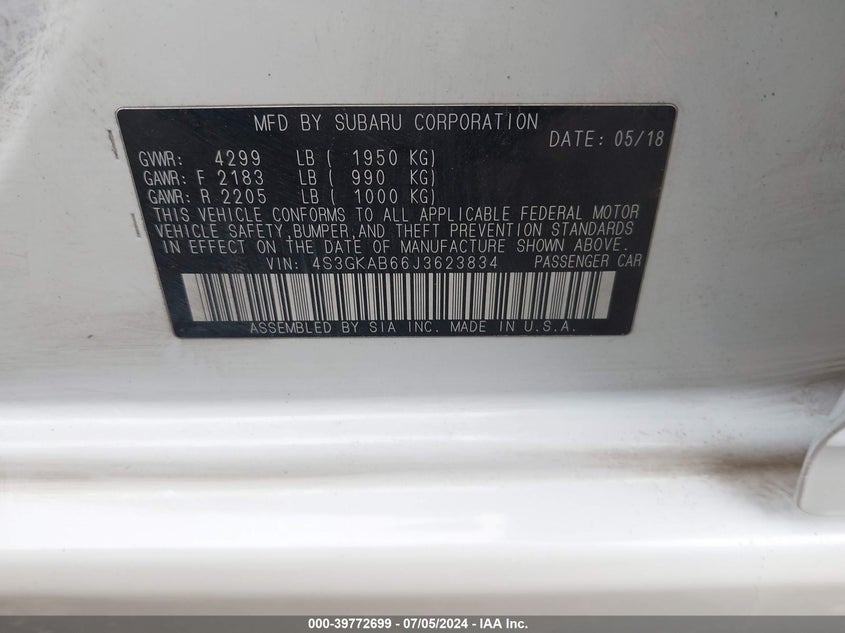 MFD BY SUBARU CORPORATION
DATE: 05/18
GVWR: 4299 LB ( 1950 KG)
GAWR: F 2183 LB ( 990 KG)
GAWR: R 2205 LB ( 1000 KG)
THIS VEHICLE CONFORMS TO ALL APPLICABLE FEDERAL MOTOR
VEHICLE SAFETY,BUMPER,AND THEFT PREVENTION STANDARDS
IN EFFECT ON THE DATE OF MANUFACTURE SHOWN ABOVE.
VIN: 4S3GKAB66J3623834 PASSENGER CAR
ASSEMBLED BY SIA INC. MADE IN U.S.A.
000-39772699 - 07/05/2024 - IAA Inc.